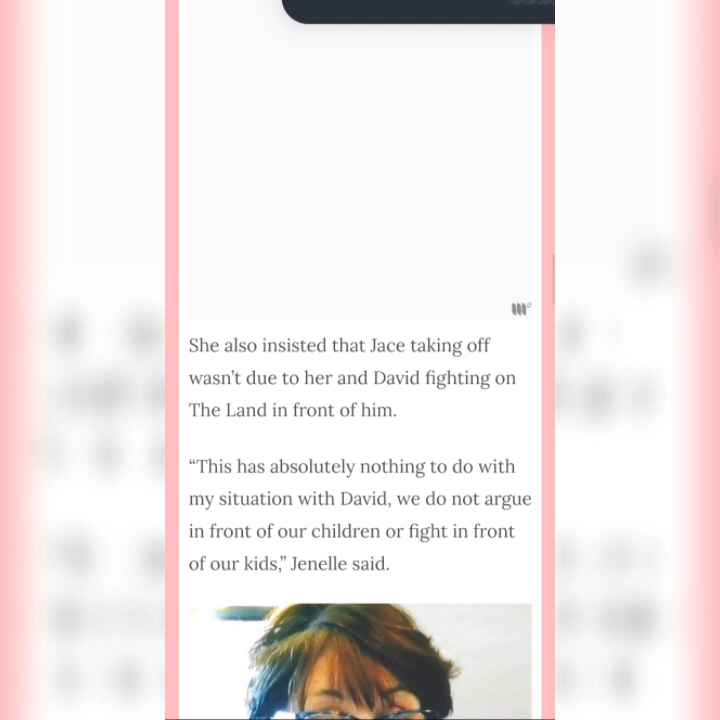 She also insisted that Jace taking off
wasn’t due to her and David fighting on
The Land in front of him.
“This has absolutely nothing to do with
my situation with David, we do not argue
in front of our children or fight in front
of our kids,” Jenelle said.